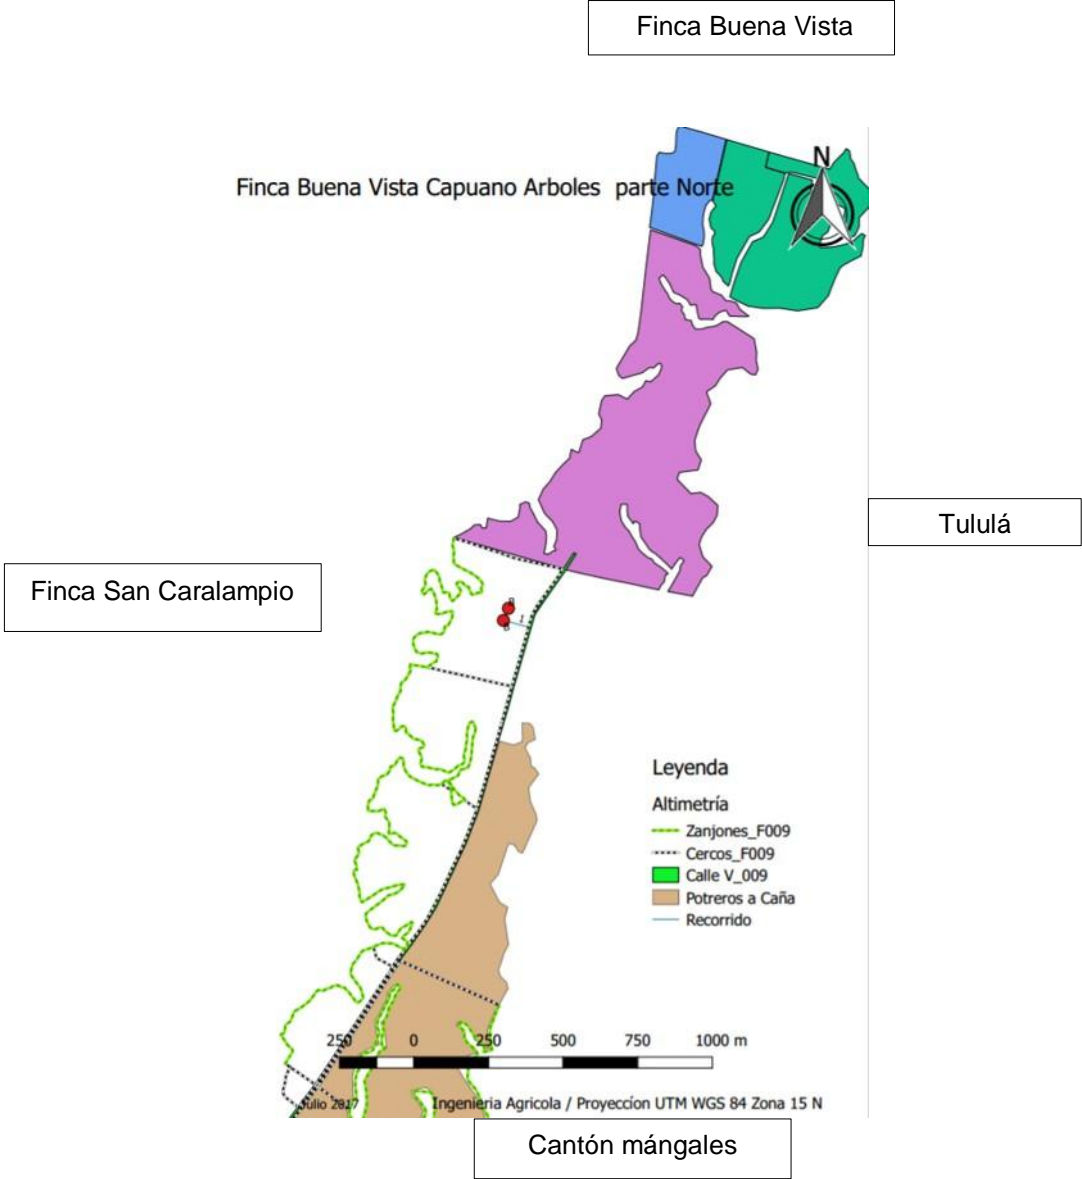 Finca Buena Vista
N
Finca Buena Vista Capuano Arboles parte Norte
Tululá
Finca San Caralampio
1
Leyenda
Altimetría
Zanjones_F009
Cercos_F009
Calle V_009
Potreros a Caña
Recorrido
250 0 250 500 750 1000 m
Julio 2017 Ingenieria Agricola / Proyeccion UTM WGS 84 Zona 15 N
Cantón mángales